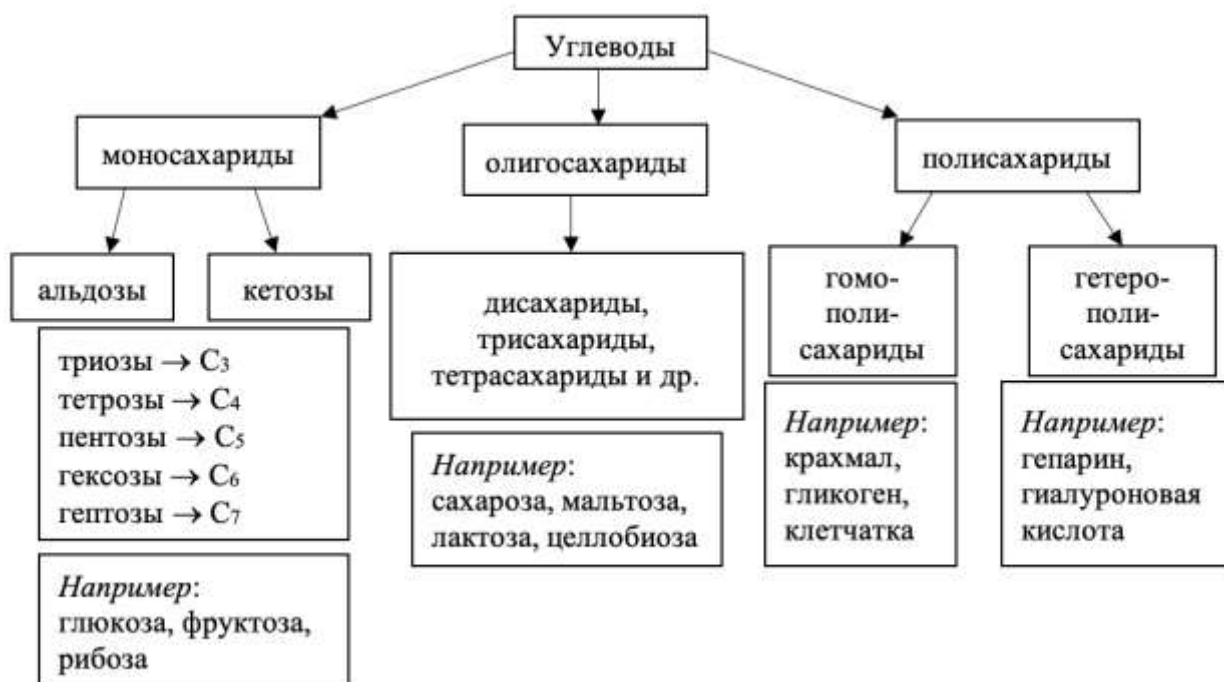 Углеводы
моносахариды
олигосахариды
полисахариды
альдозы
кетозы
триозы → C₃
тетрозы → C₄
пентозы → C₅
гексозы → C₆
гептозы → C₇
Например:
глюкоза, фруктоза,
рибоза
дисахариды,
трисахариды,
тетрасахариды и др.
Например:
сахароза, мальтоза,
лактоза, целлобиоза
гомо-
поли-
сахариды
Например:
крахмал,
гликоген,
клетчатка
гетеро-
поли-
сахариды
Например:
гепарин,
гиалуроновая
кислота